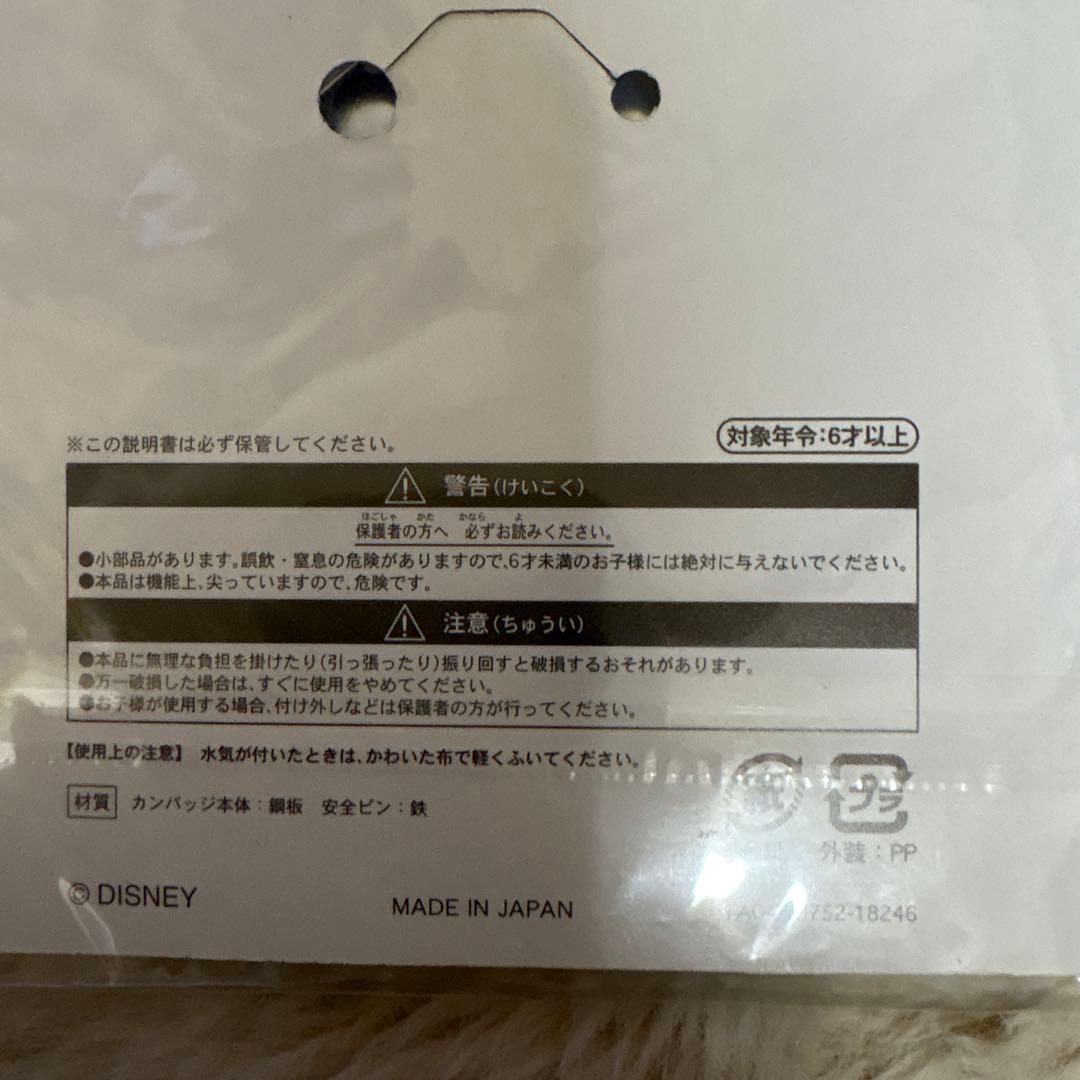 ※この説明書は必ず保管してください。
対象年令:6才以上
警告(けいこく)
ほごしゃ かた かなら よ
保護者の方へ 必ずお読みください。
●小部品があります。誤飲・窒息の危険がありますので、6才未満のお子様には絶対に与えないでください。
●本品は機能上、尖っていますので、危険です。
注意(ちゅうい)
●本品に無理な負担を掛けたり(引っ張ったり)振り回すと破損するおそれがあります。
●万一破損した場合は、すぐに使用をやめてください。
●お子様が使用する場合、付け外しなどは保護者の方が行ってください。
【使用上の注意】 水気が付いたときは、かわいた布で軽くふいてください。
材質 カンバッジ本体:鋼板 安全ピン:鉄
紙 プラ
外装:PP
© DISNEY
MADE IN JAPAN
752-18246